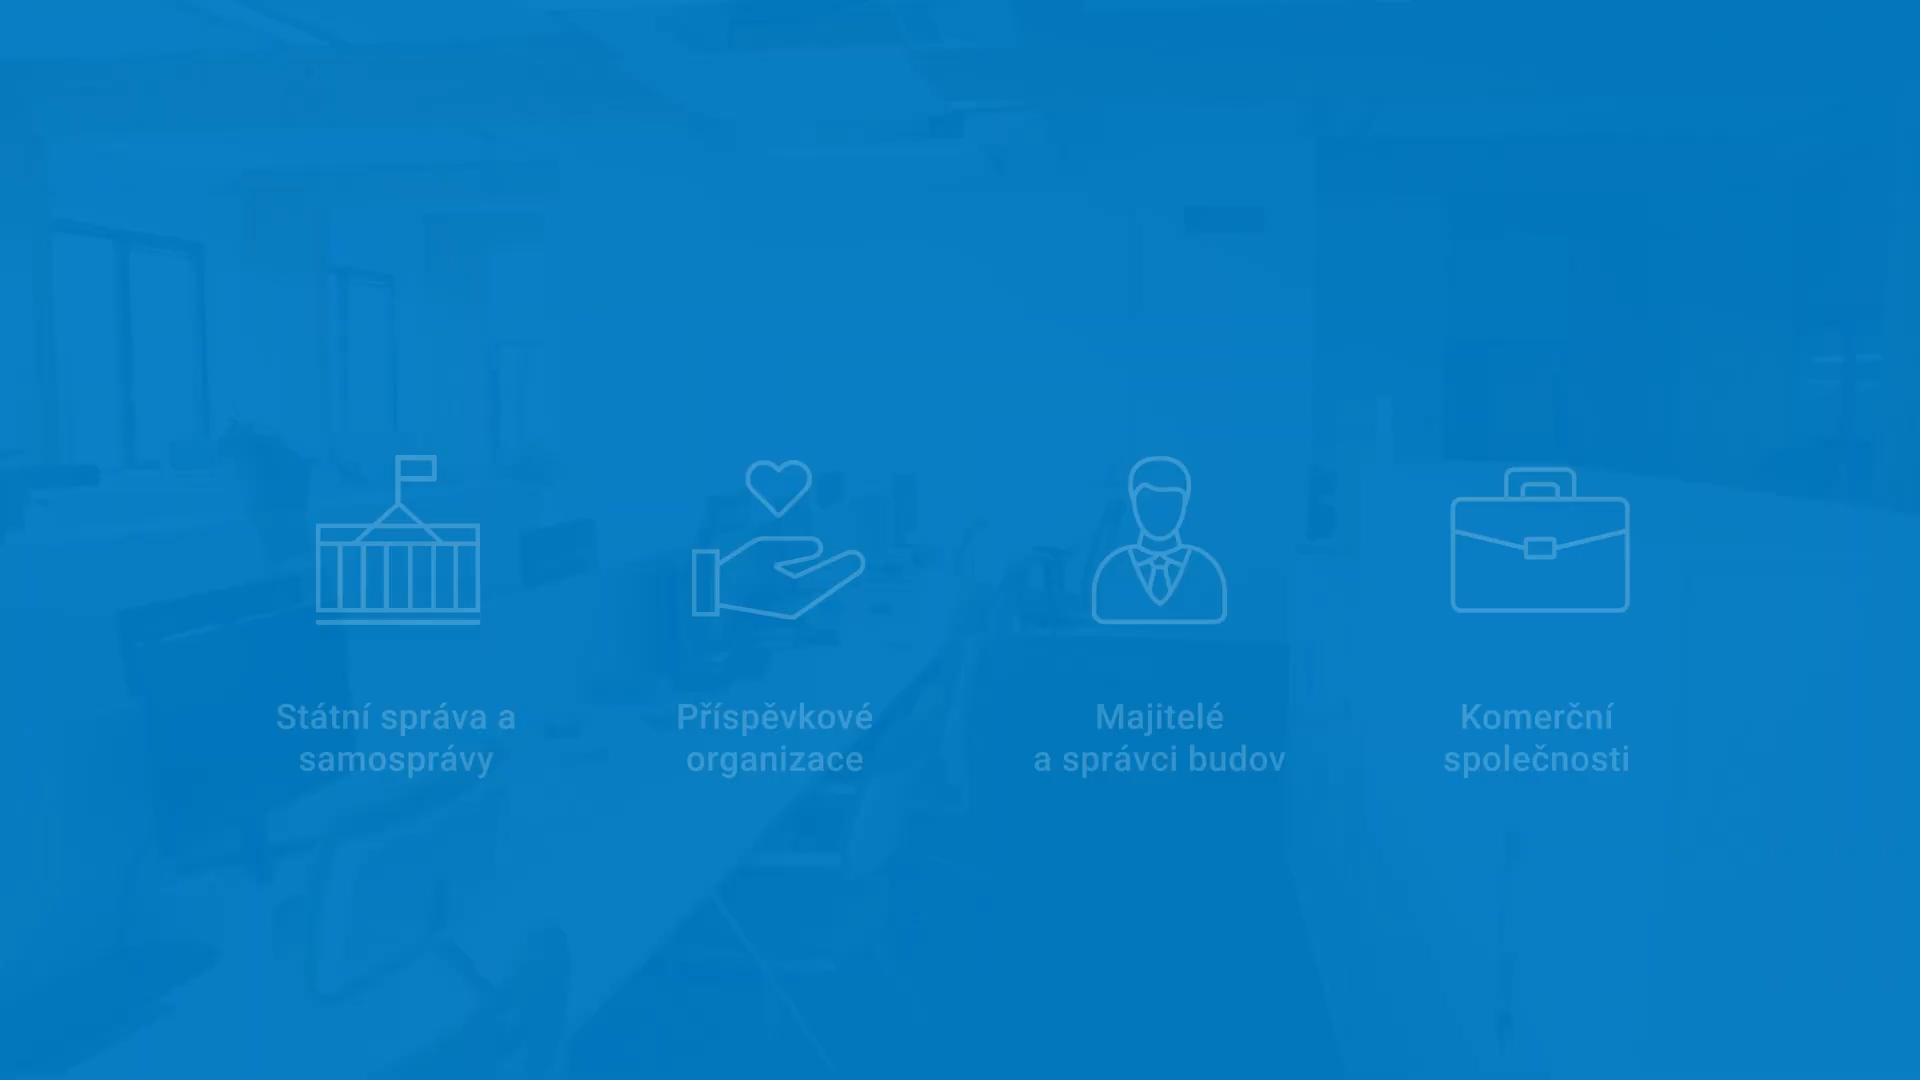 Státní správa a
samosprávy
Příspěvkové
organizace
Majitelé
a správci budov
Komerční
společnosti